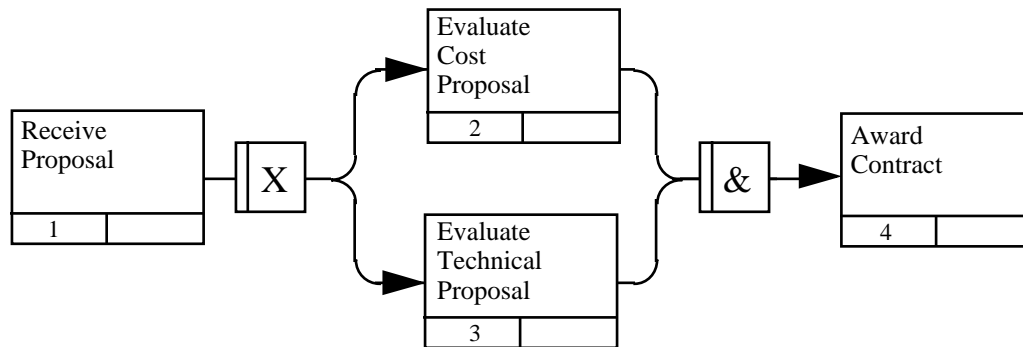 Receive
Proposal
1
X
Evaluate
Cost
Proposal
2
Evaluate
Technical
Proposal
3
&
Award
Contract
4